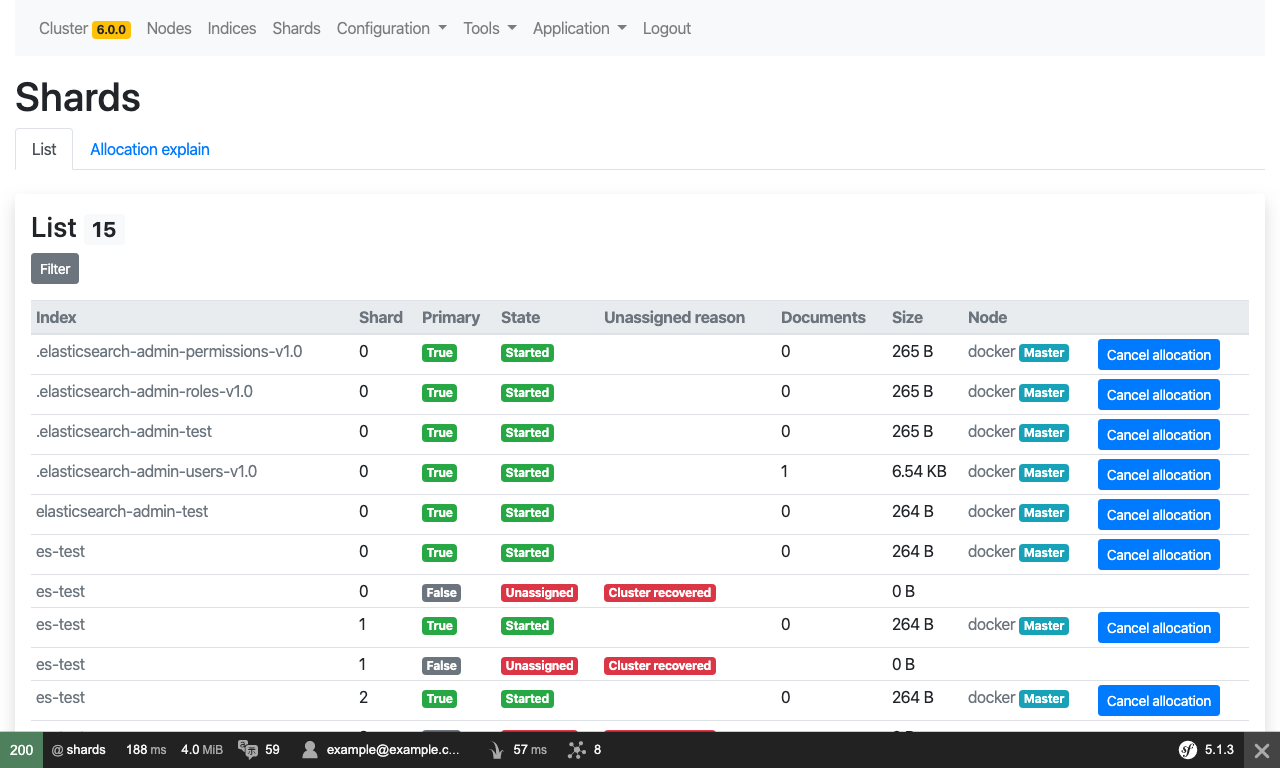 Cluster 6.0.0 Nodes Indices Shards Configuration Tools Application Logout
Shards
List Allocation explain
List 15
Filter
Index Shard Primary State Unassigned reason Documents Size Node
.elasticsearch-admin-permissions-v1.0 0 True Started 0 265 B docker Master Cancel allocation
.elasticsearch-admin-roles-v1.0 0 True Started 0 265 B docker Master Cancel allocation
.elasticsearch-admin-test 0 True Started 0 265 B docker Master Cancel allocation
.elasticsearch-admin-users-v1.0 0 True Started 1 6.54 KB docker Master Cancel allocation
elasticsearch-admin-test 0 True Started 0 264 B docker Master Cancel allocation
es-test 0 True Started 0 264 B docker Master Cancel allocation
es-test 0 False Unassigned Cluster recovered 0 B
es-test 1 True Started 0 264 B docker Master Cancel allocation
es-test 1 False Unassigned Cluster recovered 0 B
es-test 2 True Started 0 264 B docker Master Cancel allocation
200 @ shards 188 ms 4.0 MiB 59 example@example.c... 57 ms 8 sf 5.1.3